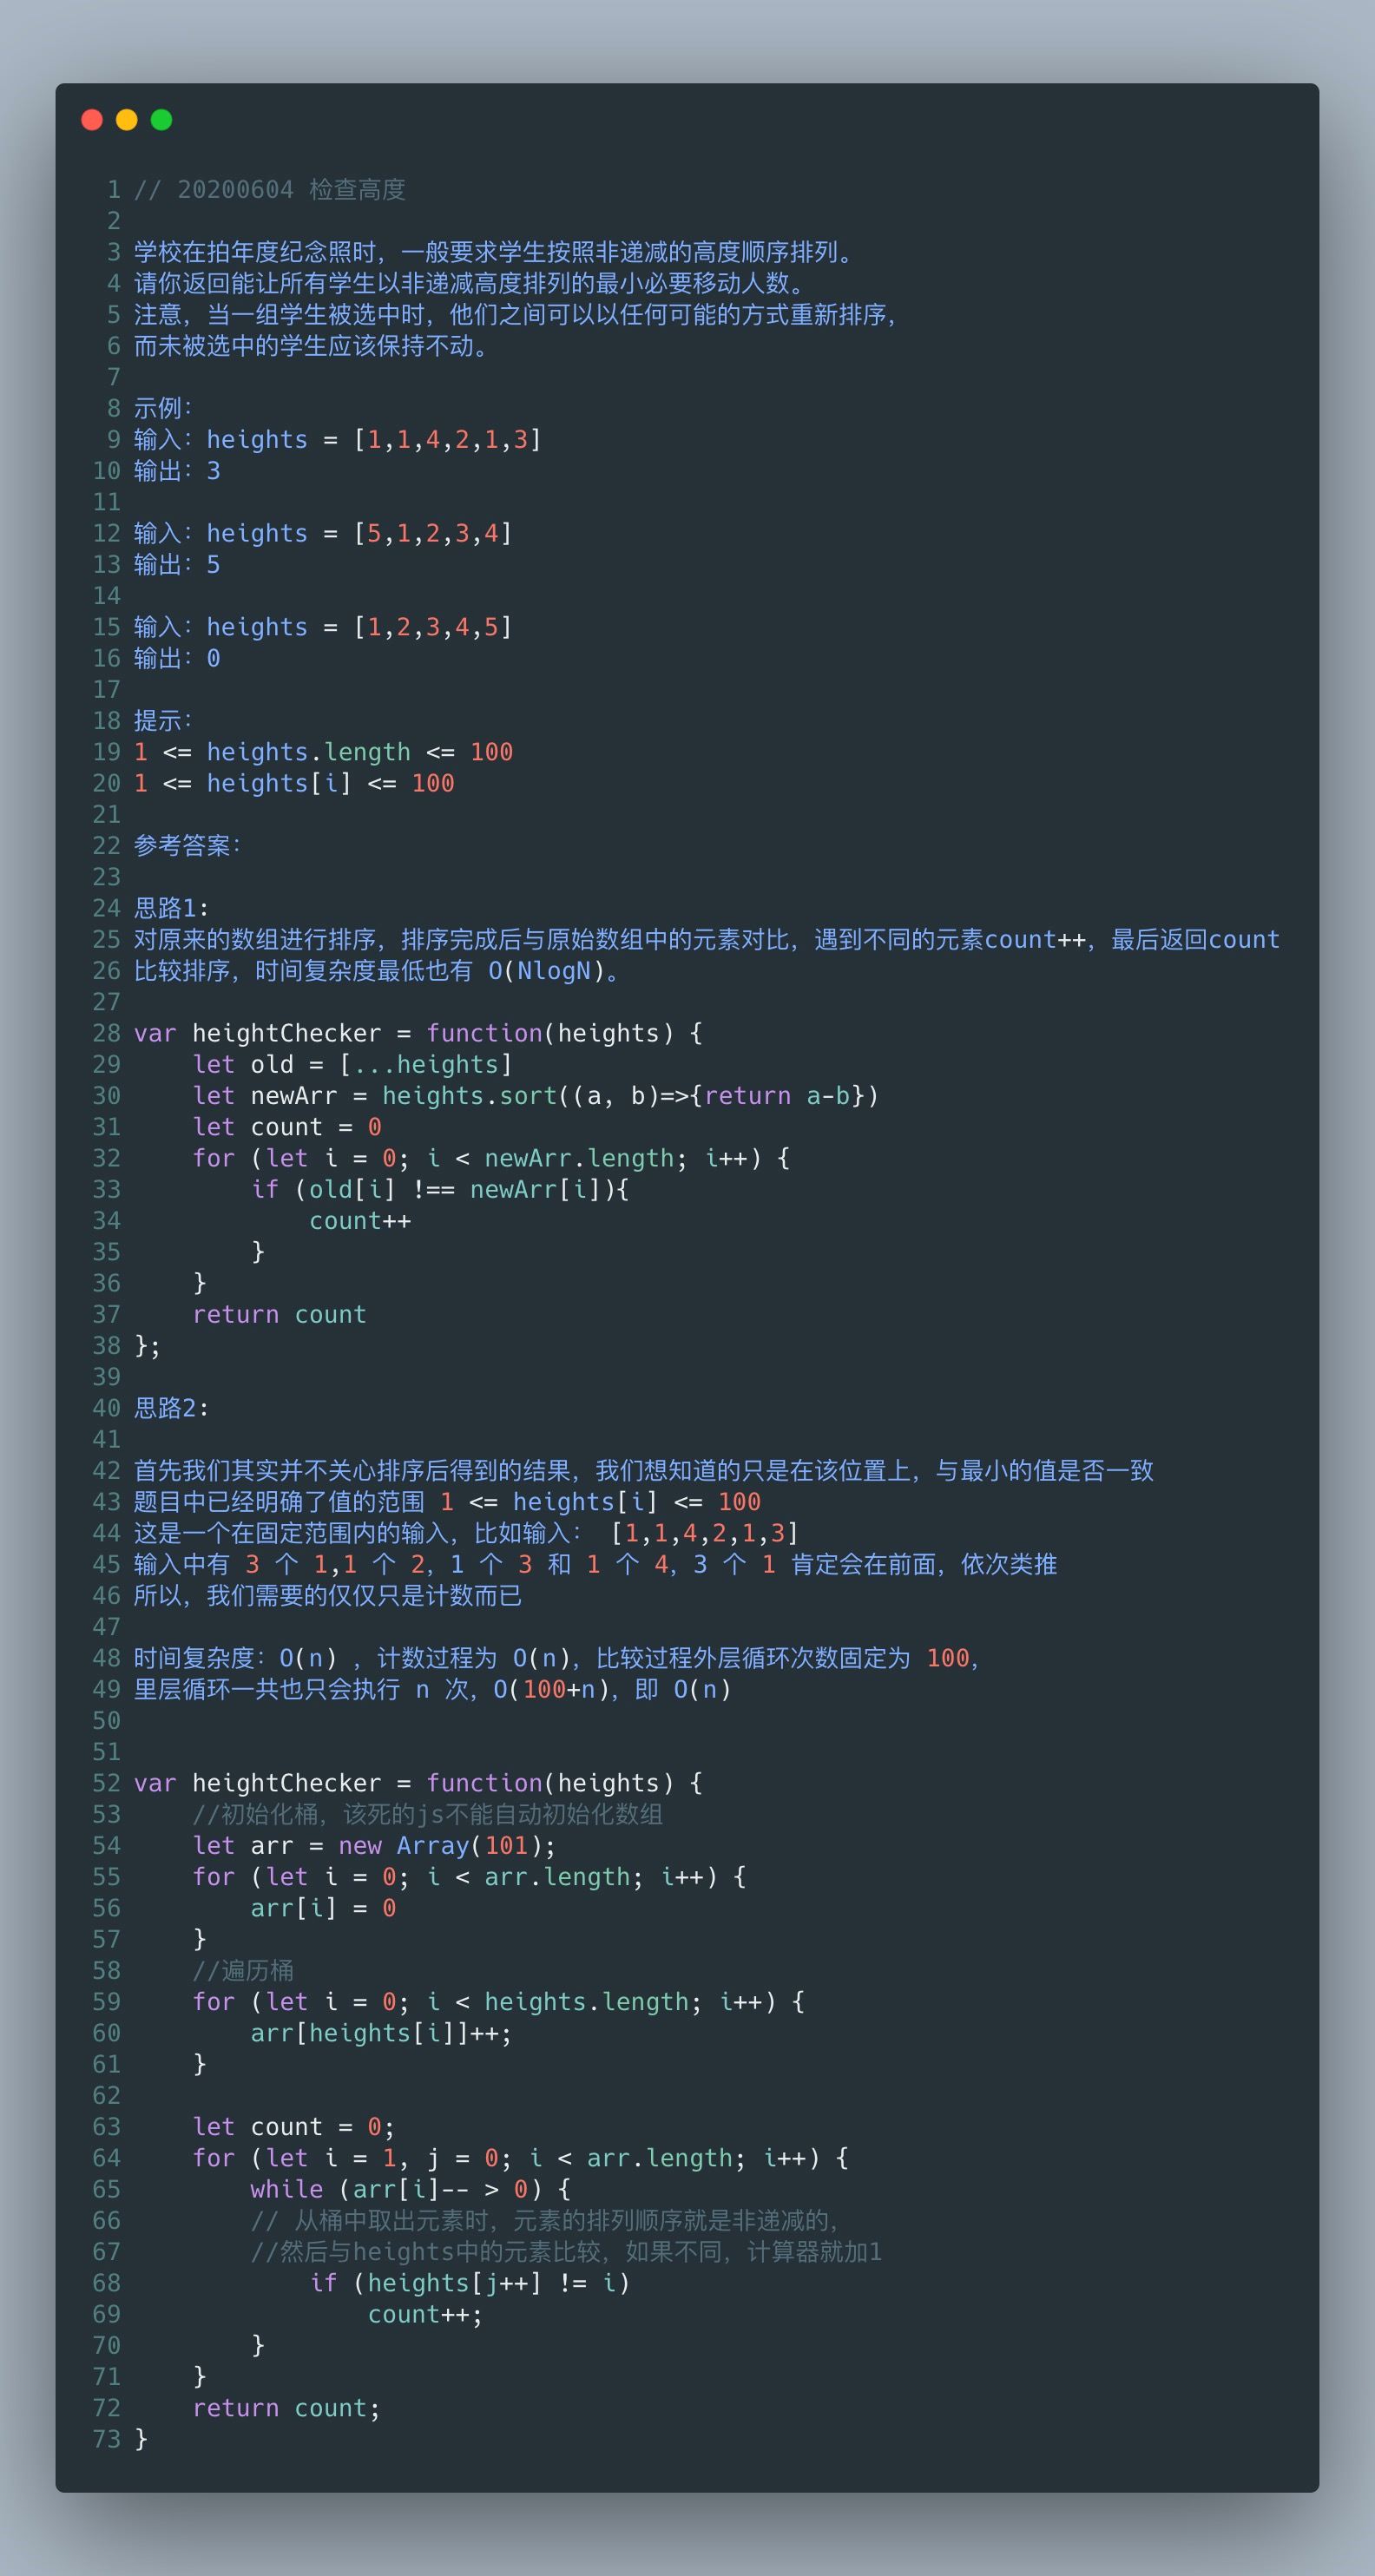 1 // 20200604 检查高度
2
3 学校在拍年度纪念照时，一般要求学生按照非递减的高度顺序排列。
4 请你返回能让所有学生以非递减高度排列的最小必要移动人数。
5 注意，当一组学生被选中时，他们之间可以以任何可能的方式重新排序，
6 而未被选中的学生应该保持不动。
7
8 示例：
9 输入：heights = [1,1,4,2,1,3]
10 输出：3
11
12 输入：heights = [5,1,2,3,4]
13 输出：5
14
15 输入：heights = [1,2,3,4,5]
16 输出：0
17
18 提示：
19 1 <= heights.length <= 100
20 1 <= heights[i] <= 100
21
22 参考答案：
23
24 思路1:
25 对原来的数组进行排序，排序完成后与原始数组中的元素对比，遇到不同的元素count++，最后返回count
26 比较排序，时间复杂度最低也有 O(NlogN)。
27
28 var heightChecker = function(heights) {
29     let old = [...heights]
30     let newArr = heights.sort((a, b)=>{return a-b})
31     let count = 0
32     for (let i = 0; i < newArr.length; i++) {
33         if (old[i] !== newArr[i]){
34             count++
35         }
36     }
37     return count
38 };
39
40 思路2:
41
42 首先我们其实并不关心排序后得到的结果，我们想知道的只是在该位置上，与最小的值是否一致
43 题目中已经明确了值的范围 1 <= heights[i] <= 100
44 这是一个在固定范围内的输入，比如输入： [1,1,4,2,1,3]
45 输入中有 3 个 1,1 个 2，1 个 3 和 1 个 4，3 个 1 肯定会在前面，依次类推
46 所以，我们需要的仅仅只是计数而已
47
48 时间复杂度：O(n) ，计数过程为 O(n)，比较过程外层循环次数固定为 100，
49 里层循环一共也只会执行 n 次，O(100+n)，即 O(n)
50
51
52 var heightChecker = function(heights) {
53     //初始化桶，该死的js不能自动初始化数组
54     let arr = new Array(101);
55     for (let i = 0; i < arr.length; i++) {
56         arr[i] = 0
57     }
58     //遍历桶
59     for (let i = 0; i < heights.length; i++) {
60         arr[heights[i]]++;
61     }
62
63     let count = 0;
64     for (let i = 1, j = 0; i < arr.length; i++) {
65         while (arr[i]-- > 0) {
66         // 从桶中取出元素时，元素的排列顺序就是非递减的，
67         //然后与heights中的元素比较，如果不同，计算器就加1
68             if (heights[j++] != i)
69                 count++;
70         }
71     }
72     return count;
73 }